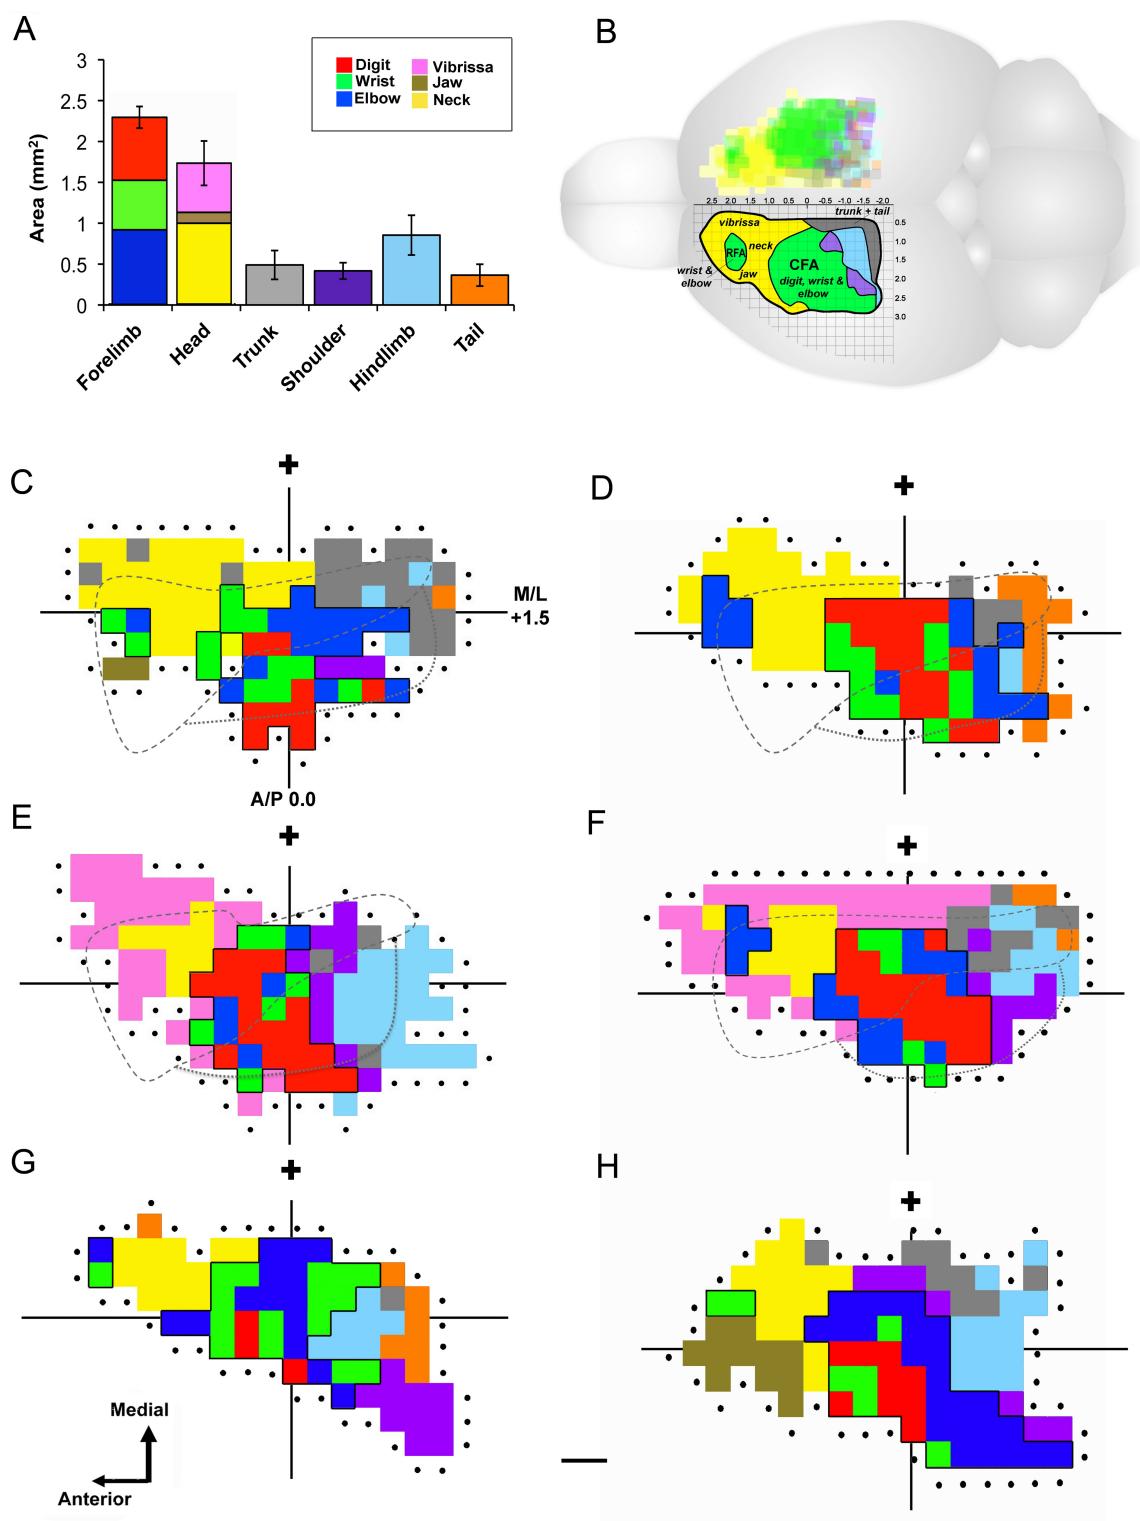 A
3
2.5
2
1.5
1
0.5
0
Area (mm²)
Digit
Wrist
Elbow
Vibrissa
Jaw
Neck
Forelimb
Head
Trunk
Shoulder
Hindlimb
Tail
B
2.5 2.0 1.5 1.0 0.5 0 -0.5 -1.0 -1.5 -2.0
trunk + tail
vibrissa
neck
RFA
jaw
wrist &
elbow
CFA
digit, wrist &
elbow
0.5
1.0
1.5
2.0
2.5
3.0
C
M/L
+1.5
A/P 0.0
D
E
F
G
Medial
Anterior
H